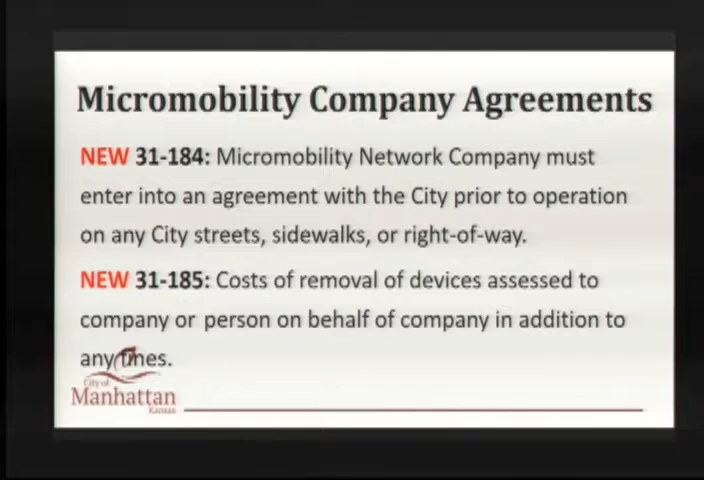 Micromobility Company Agreements
NEW 31-184: Micromobility Network Company must
enter into an agreement with the City prior to operation
on any City streets, sidewalks, or right-of-way.
NEW 31-185: Costs of removal of devices assessed to
company or person on behalf of company in addition to
any fines.
City of
Manhattan
Kansas